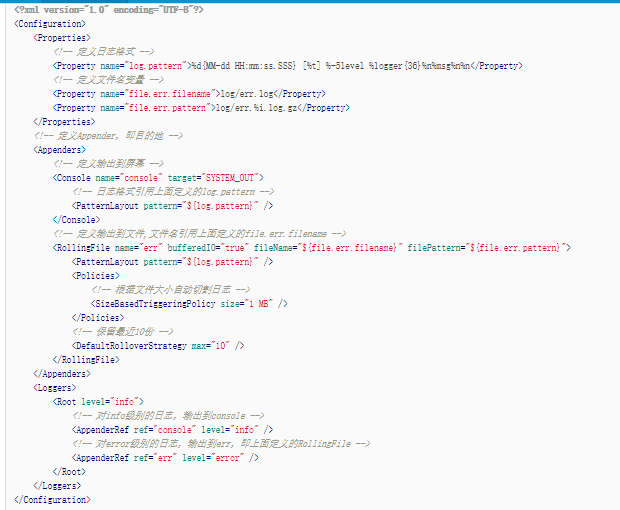 <?xml version="1.0" encoding="UTF-8"?>
<Configuration>
<Properties>
<!-- 定义日志格式 -->
<Property name="log.pattern">%d{MM-dd HH:mm:ss.SSS} [%t] %-5level %logger{36}%n%msg%n%n</Property>
<!-- 定义文件名变量 -->
<Property name="file.err.filename">log/err.log</Property>
<Property name="file.err.pattern">log/err.%i.log.gz</Property>
</Properties>
<!-- 定义Appender, 即目的地 -->
<Appenders>
<!-- 定义输出到屏幕 -->
<Console name="console" target="SYSTEM_OUT">
<!-- 日志格式引用上面定义的log.pattern -->
<PatternLayout pattern="${log.pattern}" />
</Console>
<!-- 定义输出到文件,文件名引用上面定义的file.err.filename -->
<RollingFile name="err" bufferedIO="true" fileName="${file.err.filename}" filePattern="${file.err.pattern}">
<PatternLayout pattern="${log.pattern}" />
<Policies>
<!-- 根据文件大小自动切割日志 -->
<SizeBasedTriggeringPolicy size="1 MB" />
</Policies>
<!-- 保留最近10份 -->
<DefaultRolloverStrategy max="10" />
</RollingFile>
</Appenders>
<Loggers>
<Root level="info">
<!-- 对info级别的日志, 输出到console -->
<AppenderRef ref="console" level="info" />
<!-- 对error级别的日志, 输出到err, 即上面定义的RollingFile -->
<AppenderRef ref="err" level="error" />
</Root>
</Loggers>
</Configuration>